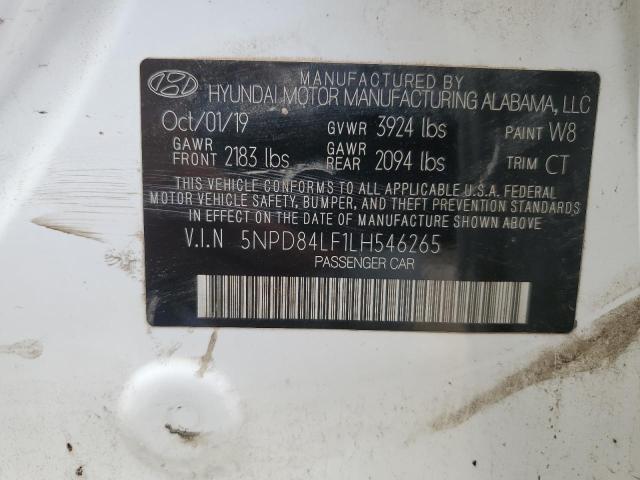 MANUFACTURED BY
HYUNDAI MOTOR MANUFACTURING ALABAMA, LLC
Oct/01/19 GVWR 3924 lbs PAINT W8
GAWR FRONT 2183 lbs GAWR REAR 2094 lbs TRIM CT
THIS VEHICLE CONFORMS TO ALL APPLICABLE U.S.A. FEDERAL
MOTOR VEHICLE SAFETY, BUMPER, AND THEFT PREVENTION STANDARDS
IN EFFECT ON THE DATE OF MANUFACTURE SHOWN ABOVE
V.I.N 5NPD84LF1LH546265
PASSENGER CAR